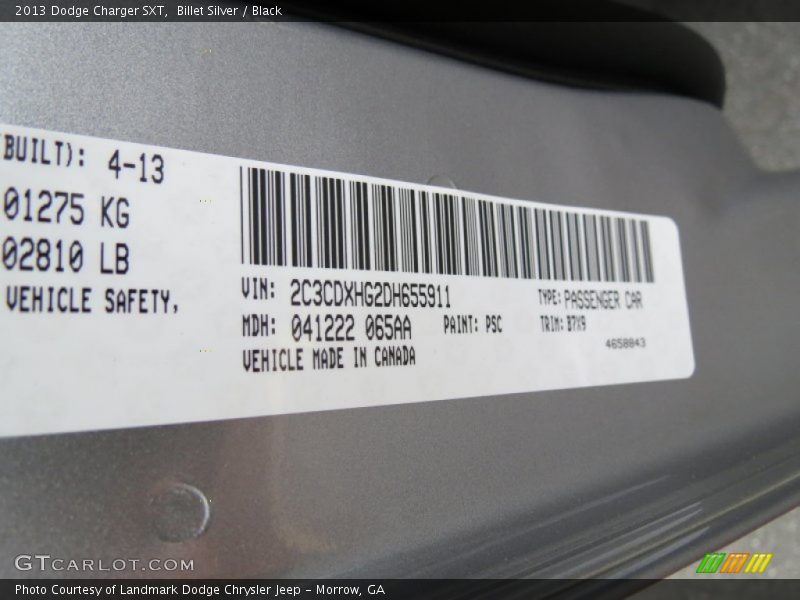 2013 Dodge Charger SXT, Billet Silver / Black
BUILT): 4-13
01275 KG
02810 LB
VEHICLE SAFETY,
VIN: 2C3CDXHG2DH655911 TYPE: PASSENGER CAR
MDH: 041222 065AA PAINT: PSC TRIM: B7X9
VEHICLE MADE IN CANADA 4658843
GTCARLOT.COM
Photo Courtesy of Landmark Dodge Chrysler Jeep - Morrow, GA